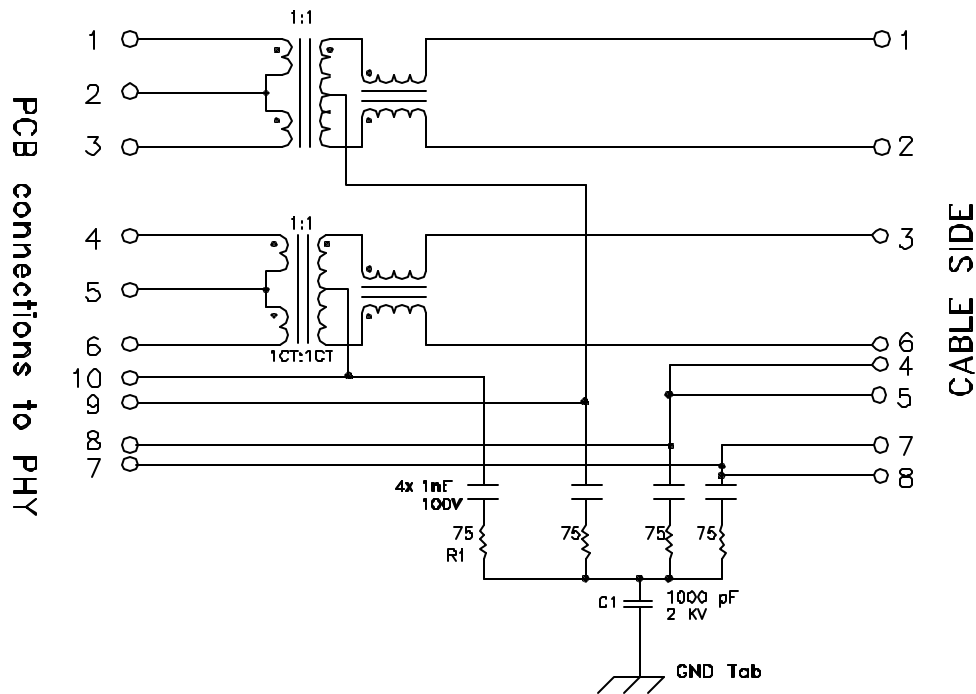 1:1
1
1
2
3
2
1:1
4
3
5
6
6
1CT:1CT
4
10
9
5
8
7
7
8
4x 1nF
100V
75
75
75
75
R1
C1
1000 pF
2 KV
GND Tab
PCB connections to PHY
CABLE SIDE